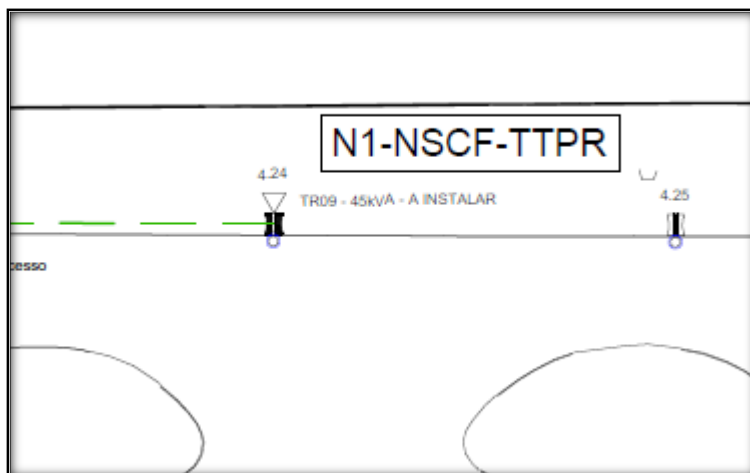 N1-NSCF-TTPR
4.24
TR09 - 45kVA - A INSTALAR
4.25
cesso